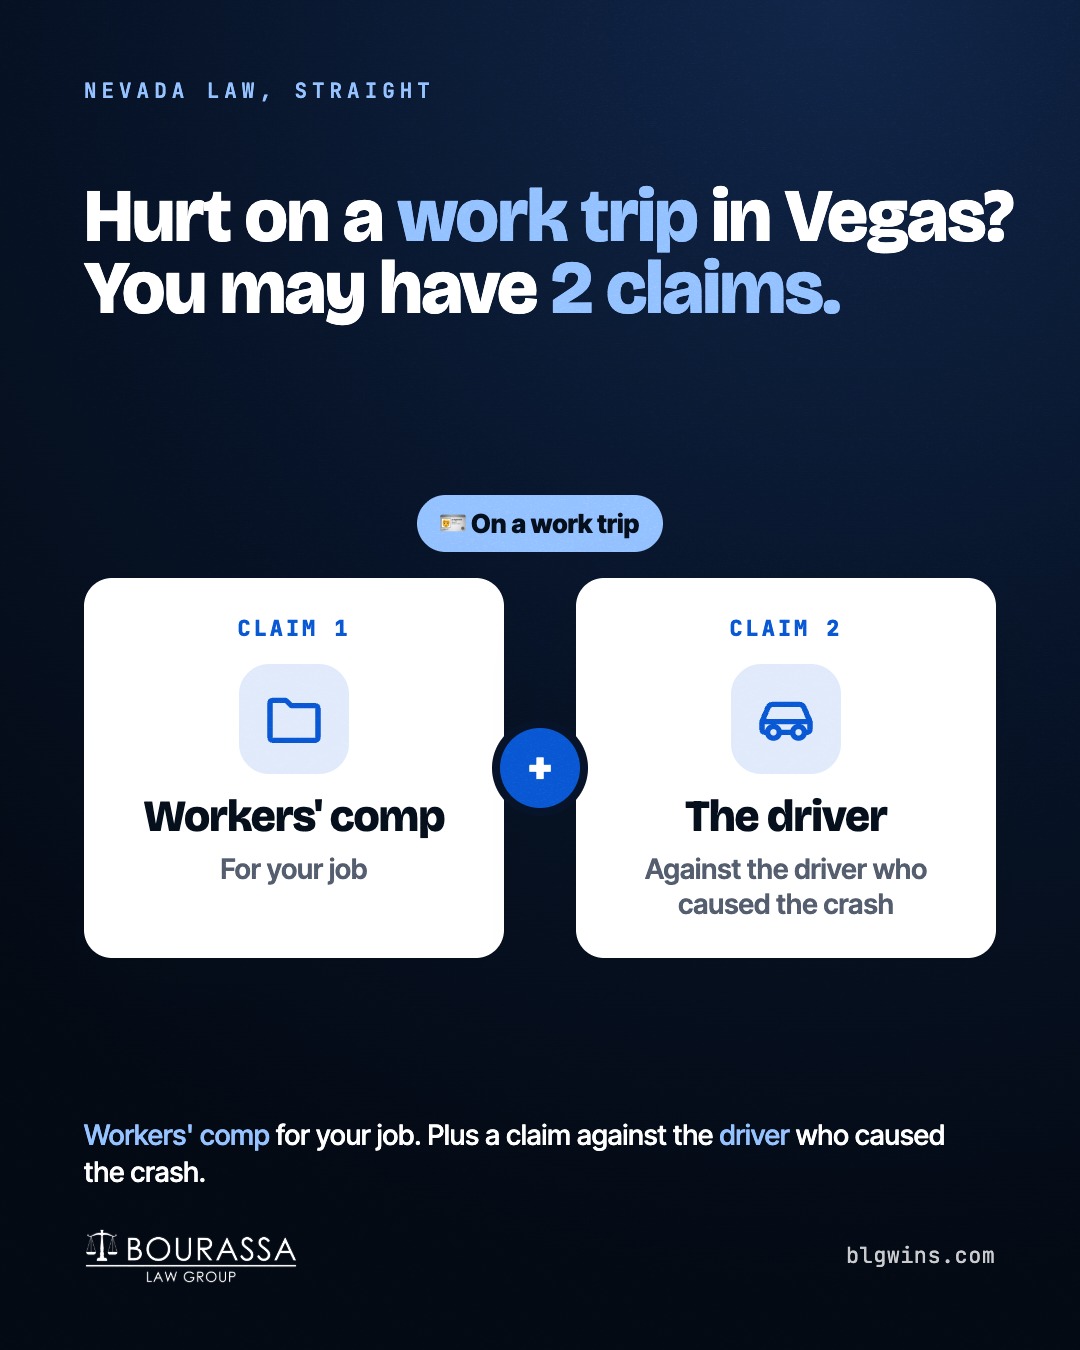 NEVADA LAW, STRAIGHT
Hurt on a work trip in Vegas?
You may have 2 claims.
On a work trip
CLAIM 1
Workers' comp
For your job
+
CLAIM 2
The driver
Against the driver who
caused the crash
Workers' comp for your job. Plus a claim against the driver who caused
the crash.
BOURASSA
LAW GROUP
blgwins.com